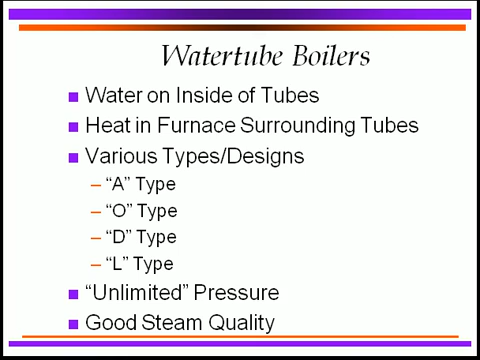 Watertube Boilers
Water on Inside of Tubes
Heat in Furnace Surrounding Tubes
Various Types/Designs
– “A” Type
– “O” Type
– “D” Type
– “L” Type
“Unlimited” Pressure
Good Steam Quality